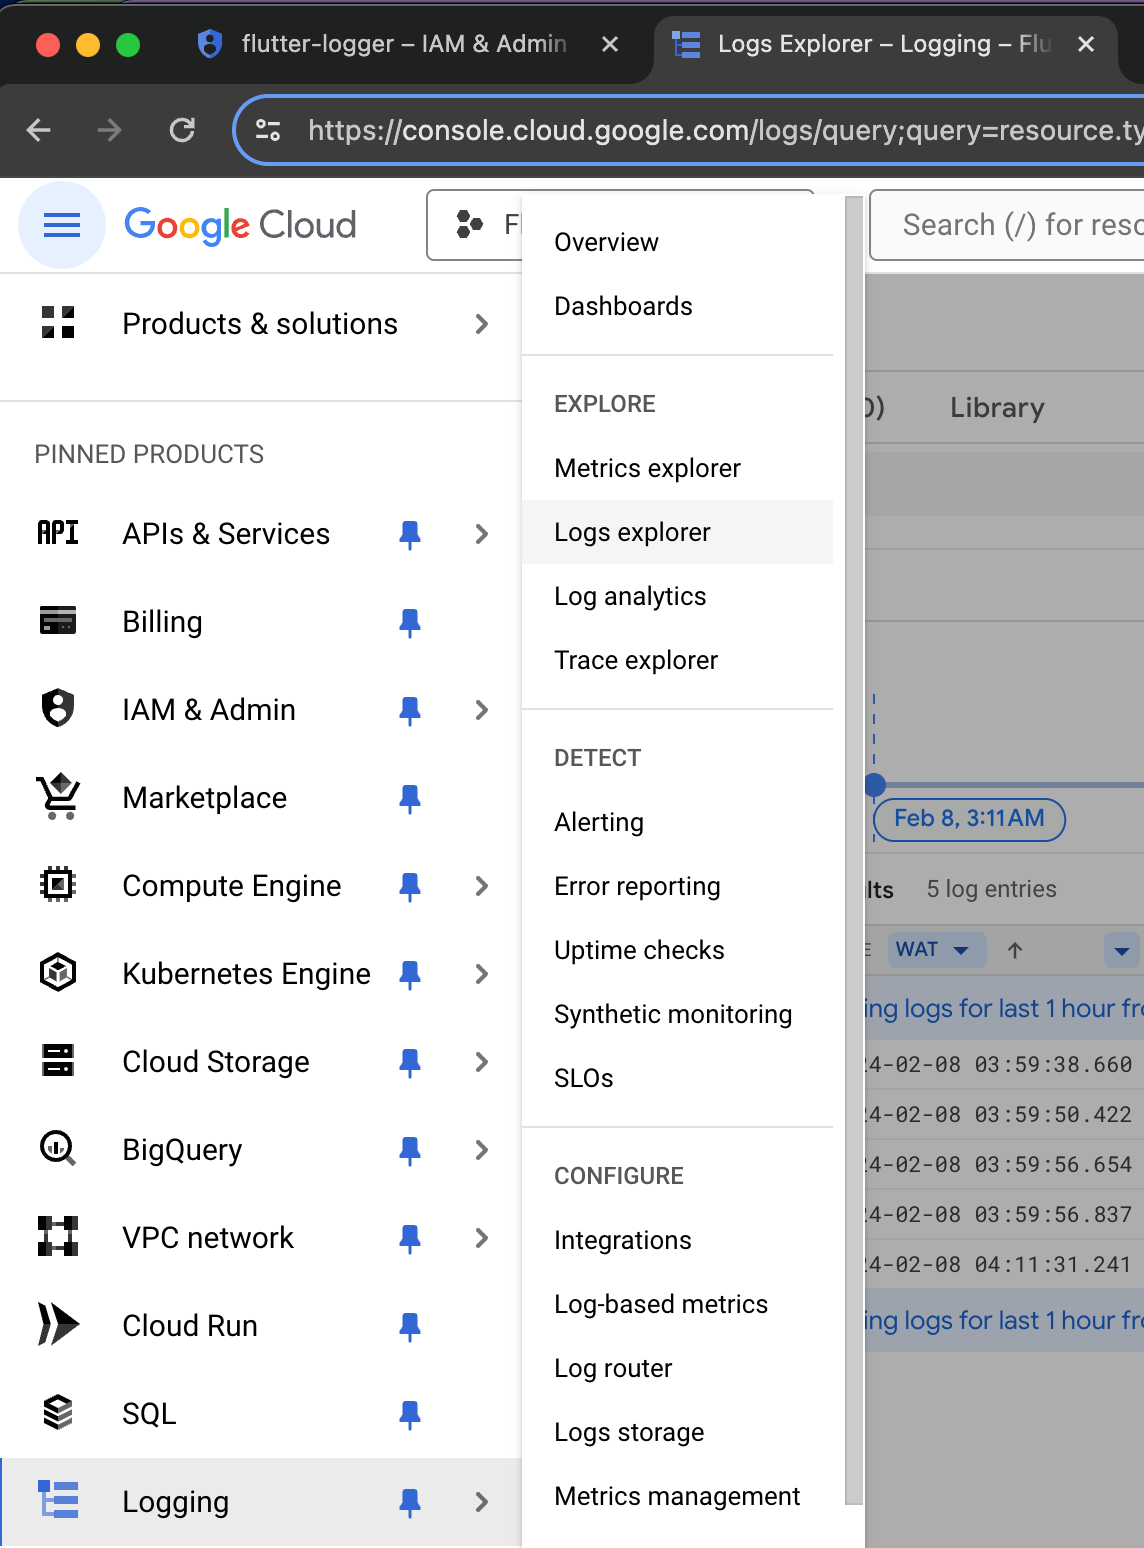 flutter-logger – IAM & Admin
Logs Explorer – Logging – Flu
https://console.cloud.google.com/logs/query;query=resource.ty
Google Cloud
Fl
Search (/) for reso
Products & solutions
PINNED PRODUCTS
API APIs & Services
Billing
IAM & Admin
Marketplace
Compute Engine
Kubernetes Engine
Cloud Storage
BigQuery
VPC network
Cloud Run
SQL
Logging
Overview
Dashboards
EXPLORE
Metrics explorer
Logs explorer
Log analytics
Trace explorer
DETECT
Alerting
Error reporting
Uptime checks
Synthetic monitoring
SLOs
CONFIGURE
Integrations
Log-based metrics
Log router
Logs storage
Metrics management
0) Library
Feb 8, 3:11 AM
lts 5 log entries
E WAT
ing logs for last 1 hour fro
24-02-08 03:59:38.660
24-02-08 03:59:50.422
24-02-08 03:59:56.654
24-02-08 03:59:56.837
24-02-08 04:11:31.241
ing logs for last 1 hour fro